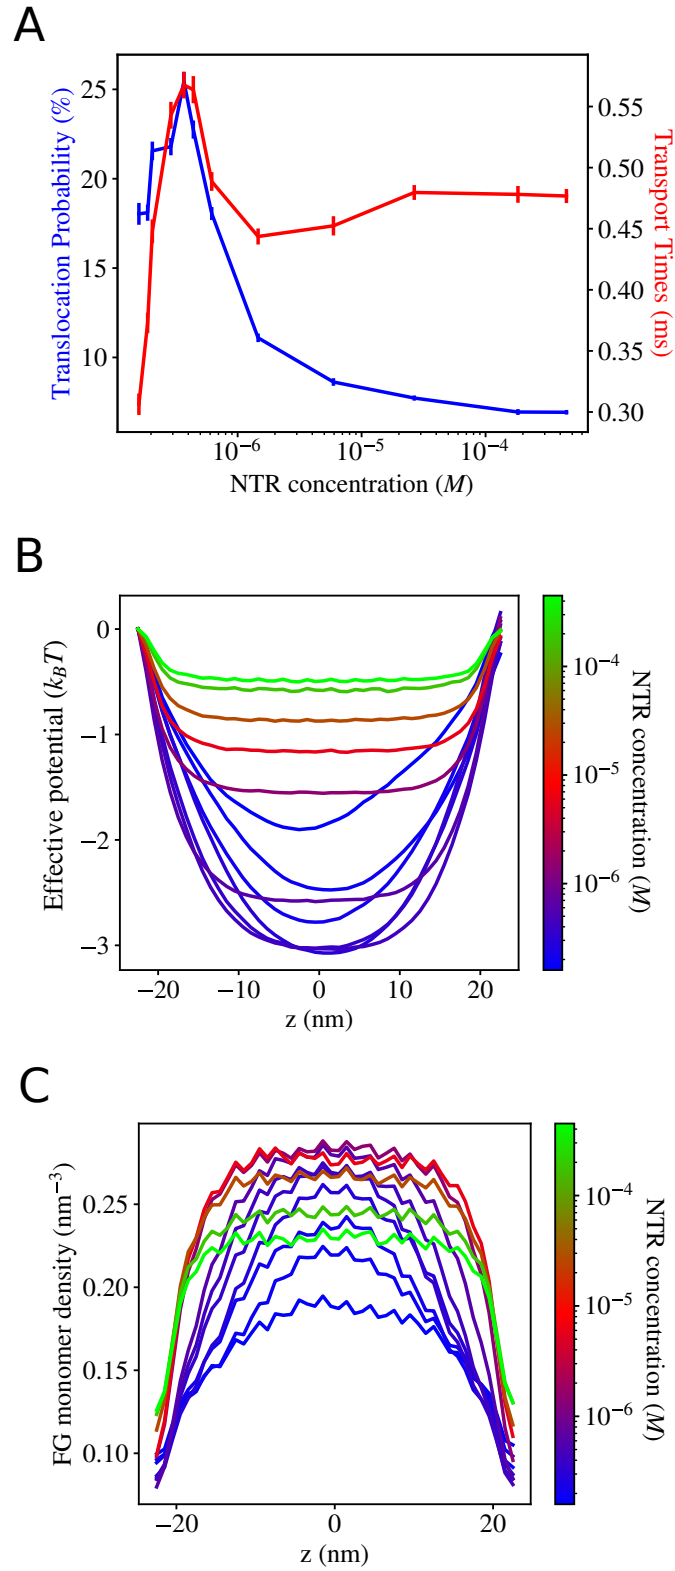 A
Translocation Probability (%)
25
20
15
10
0.55
0.50
0.45
0.40
0.35
0.30
Transport Times (ms)
10⁻⁶
10⁻⁵
10⁻⁴
NTR concentration (M)
B
Effective potential (k_BT)
0
−1
−2
−3
−20
−10
0
10
20
z (nm)
10⁻⁴
10⁻⁵
10⁻⁶
NTR concentration (M)
C
FG monomer density (nm⁻³)
0.25
0.20
0.15
0.10
−20
0
20
z (nm)
10⁻⁴
10⁻⁵
10⁻⁶
NTR concentration (M)